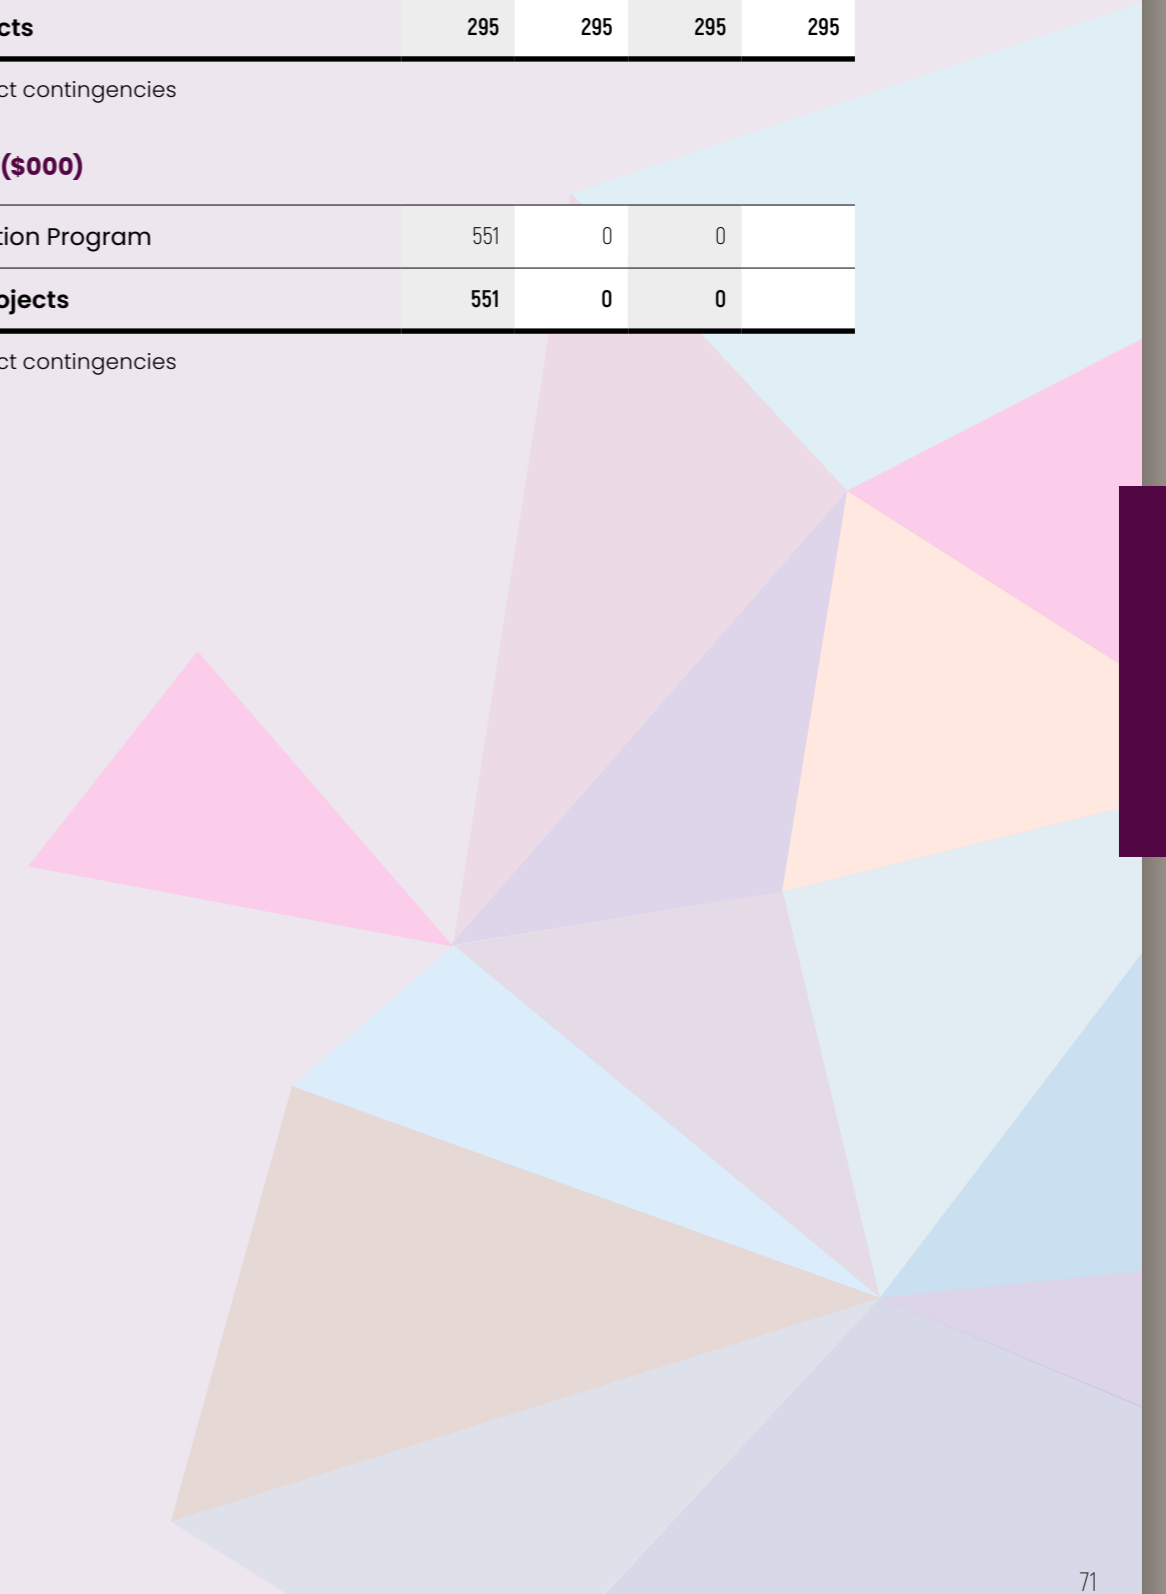 cts 295 295 295 295
ct contingencies
($000)
tion Program 551 0 0
ojects 551 0 0
ct contingencies
71